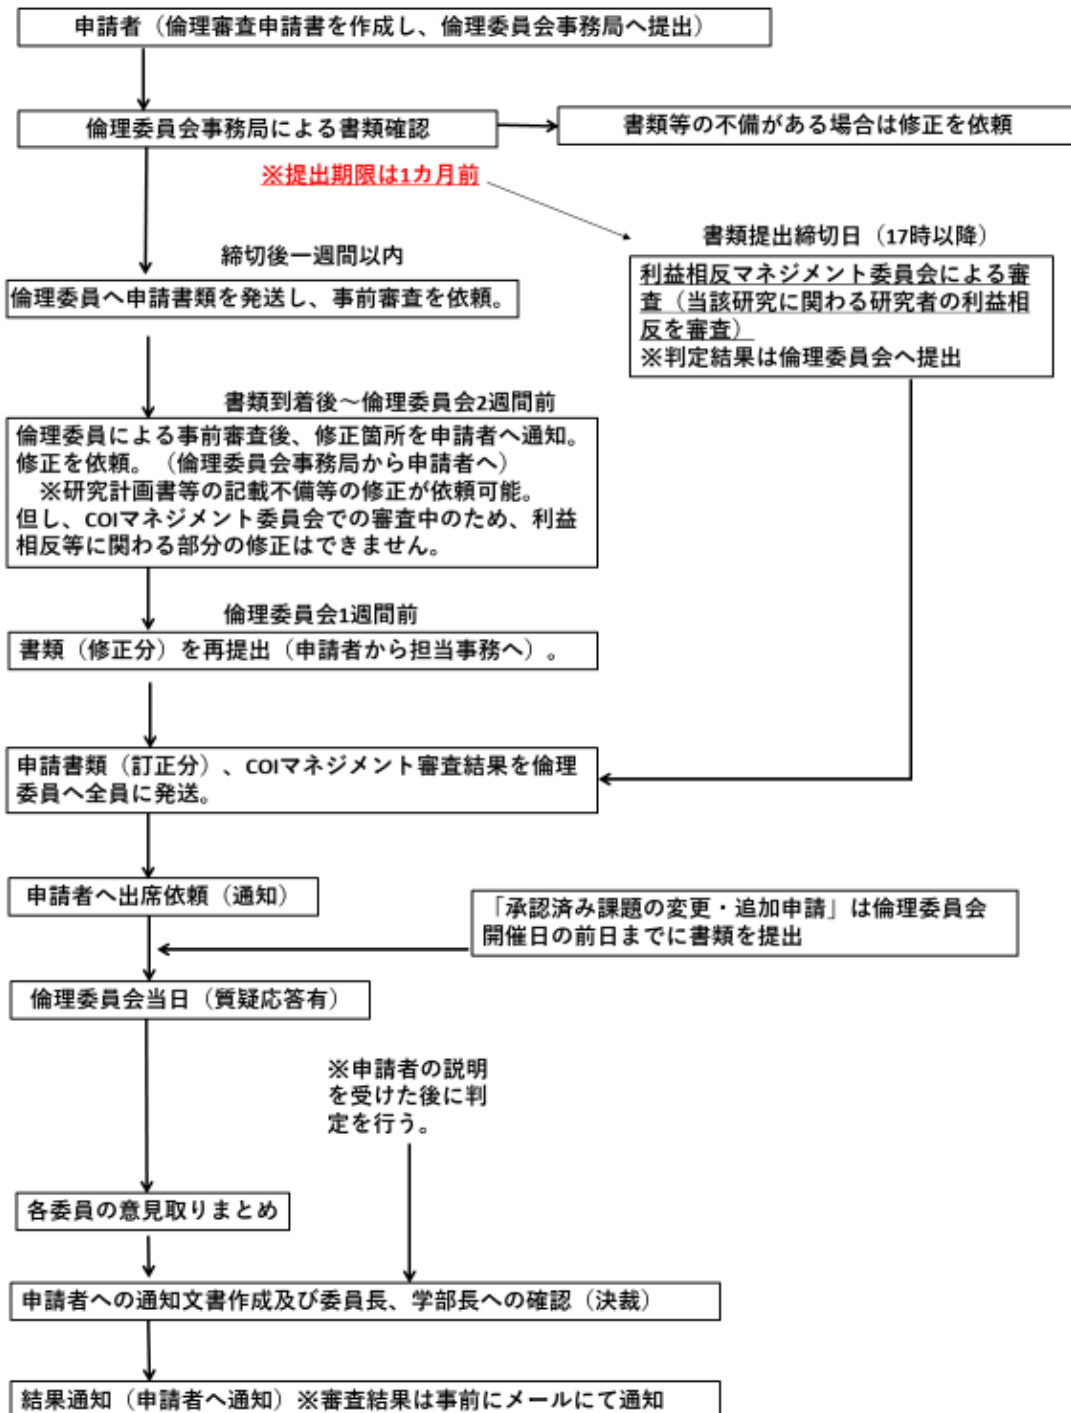 申請者（倫理審査申請書を作成し、倫理委員会事務局へ提出）
倫理委員会事務局による書類確認
書類等の不備がある場合は修正を依頼
※提出期限は1カ月前
書類提出締切日（17時以降）
締切後一週間以内
利益相反マネジメント委員会による審
査（当該研究に関わる研究者の利益相
反を審査）
※判定結果は倫理委員会へ提出
倫理委員へ申請書類を発送し、事前審査を依頼。
書類到着後～倫理委員会2週間前
倫理委員による事前審査後、修正箇所を申請者へ通知。
修正を依頼。（倫理委員会事務局から申請者へ）
※研究計画書等の記載不備等の修正が依頼可能。
但し、COIマネジメント委員会での審査中のため、利益
相反等に関わる部分の修正はできません。
倫理委員会1週間前
書類（修正分）を再提出（申請者から担当事務へ）。
申請書類（訂正分）、COIマネジメント審査結果を倫理
委員へ全員に発送。
申請者へ出席依頼（通知）
「承認済み課題の変更・追加申請」は倫理委員会
開催日の前日までに書類を提出
倫理委員会当日（質疑応答有）
※申請者の説明
を受けた後に判
定を行う。
各委員の意見取りまとめ
申請者への通知文書作成及び委員長、学部長への確認（決裁）
結果通知（申請者へ通知）※審査結果は事前にメールにて通知